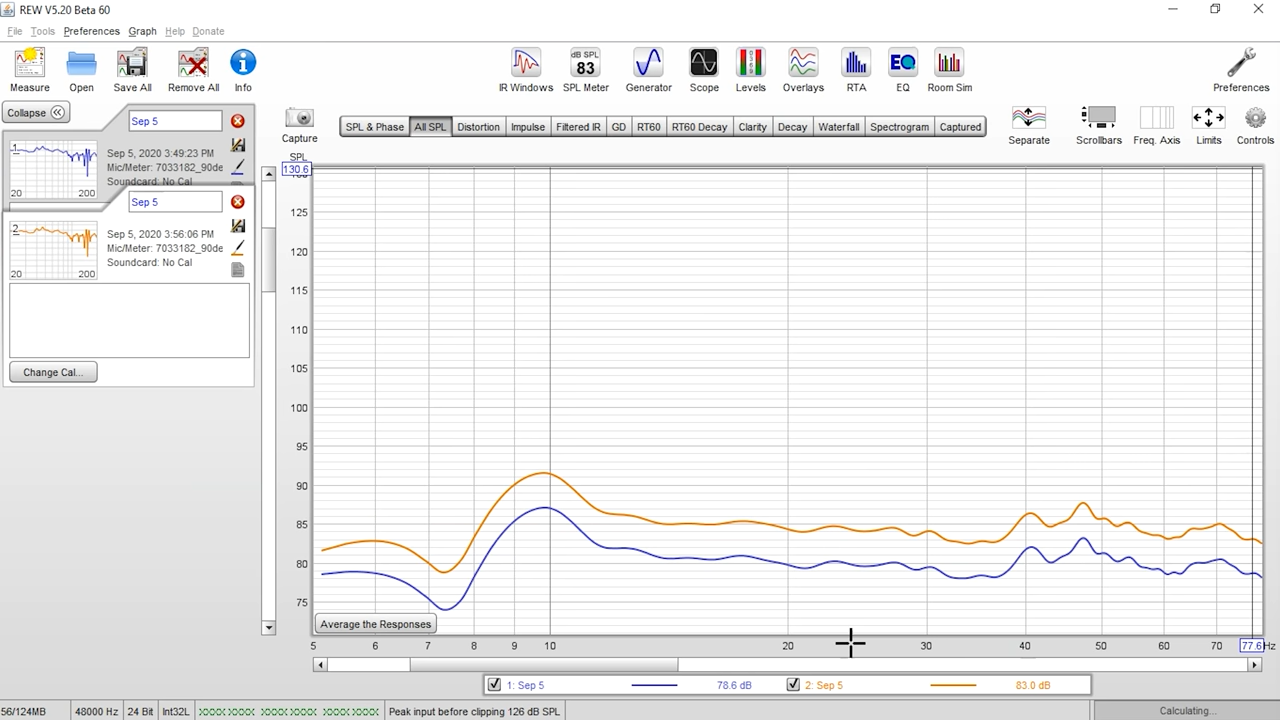 REW V5.20 Beta 60
File Tools Preferences Graph Help Donate
Measure Open Save All Remove All Info
IR Windows
dB SPL
83
SPL Meter
Generator Scope Levels Overlays RTA
EQ
EQ
Room Sim Preferences
Collapse
Capture
SPL & Phase All SPL Distortion Impulse Filtered IR GD RT60 RT60 Decay Clarity Decay Waterfall Spectrogram Captured
Separate Scrollbars Freq. Axis Limits Controls
Sep 5
1
Sep 5, 2020 3:49:23 PM
Mic/Meter: 7033182_90de
Soundcard: No Cal
20 200
Sep 5
2
Sep 5, 2020 3:56:06 PM
Mic/Meter: 7033182_90de
Soundcard: No Cal
20 200
Change Cal...
SPL
130.6
125
120
115
110
105
100
95
90
85
80
75
Average the Responses
5 6 7 8 9 10 20 30 40 50 60 70 77.6 Hz
1: Sep 5 78.6 dB 2: Sep 5 83.0 dB
56/124MB 48000 Hz 24 Bit Int32L XXXX XXXX XXXX XXXX XXXX XXXX Peak input before clipping 126 dB SPL Calculating...